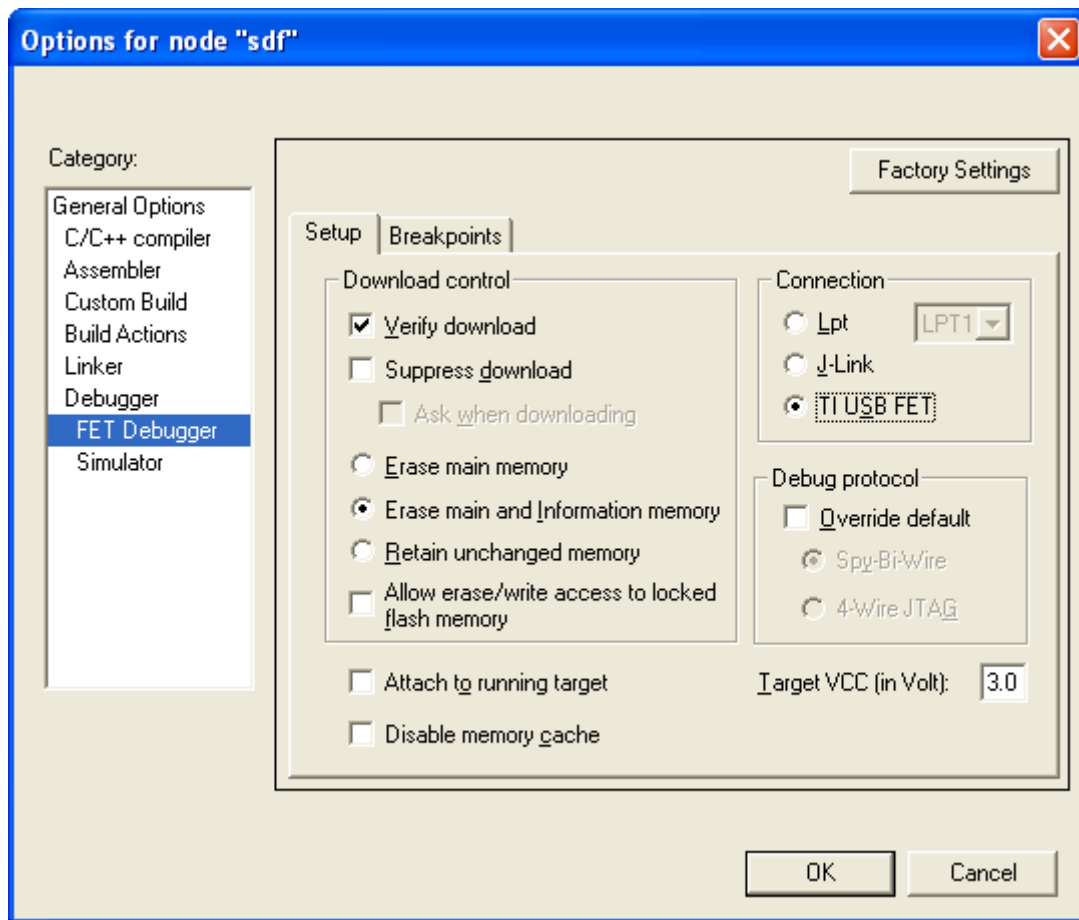 Options for node "sdf"
Category:
General Options
C/C++ compiler
Assembler
Custom Build
Build Actions
Linker
Debugger
FET Debugger
Simulator
Factory Settings
Setup
Breakpoints
Download control
Verify download
Suppress download
Ask when downloading
Erase main memory
Erase main and Information memory
Retain unchanged memory
Allow erase/write access to locked
flash memory
Attach to running target
Disable memory cache
Connection
Lpt
LPT1
J-Link
TI USB FET
Debug protocol
Override default
Spy-Bi-Wire
4-Wire JTAG
Target VCC (in Volt): 3.0
OK
Cancel